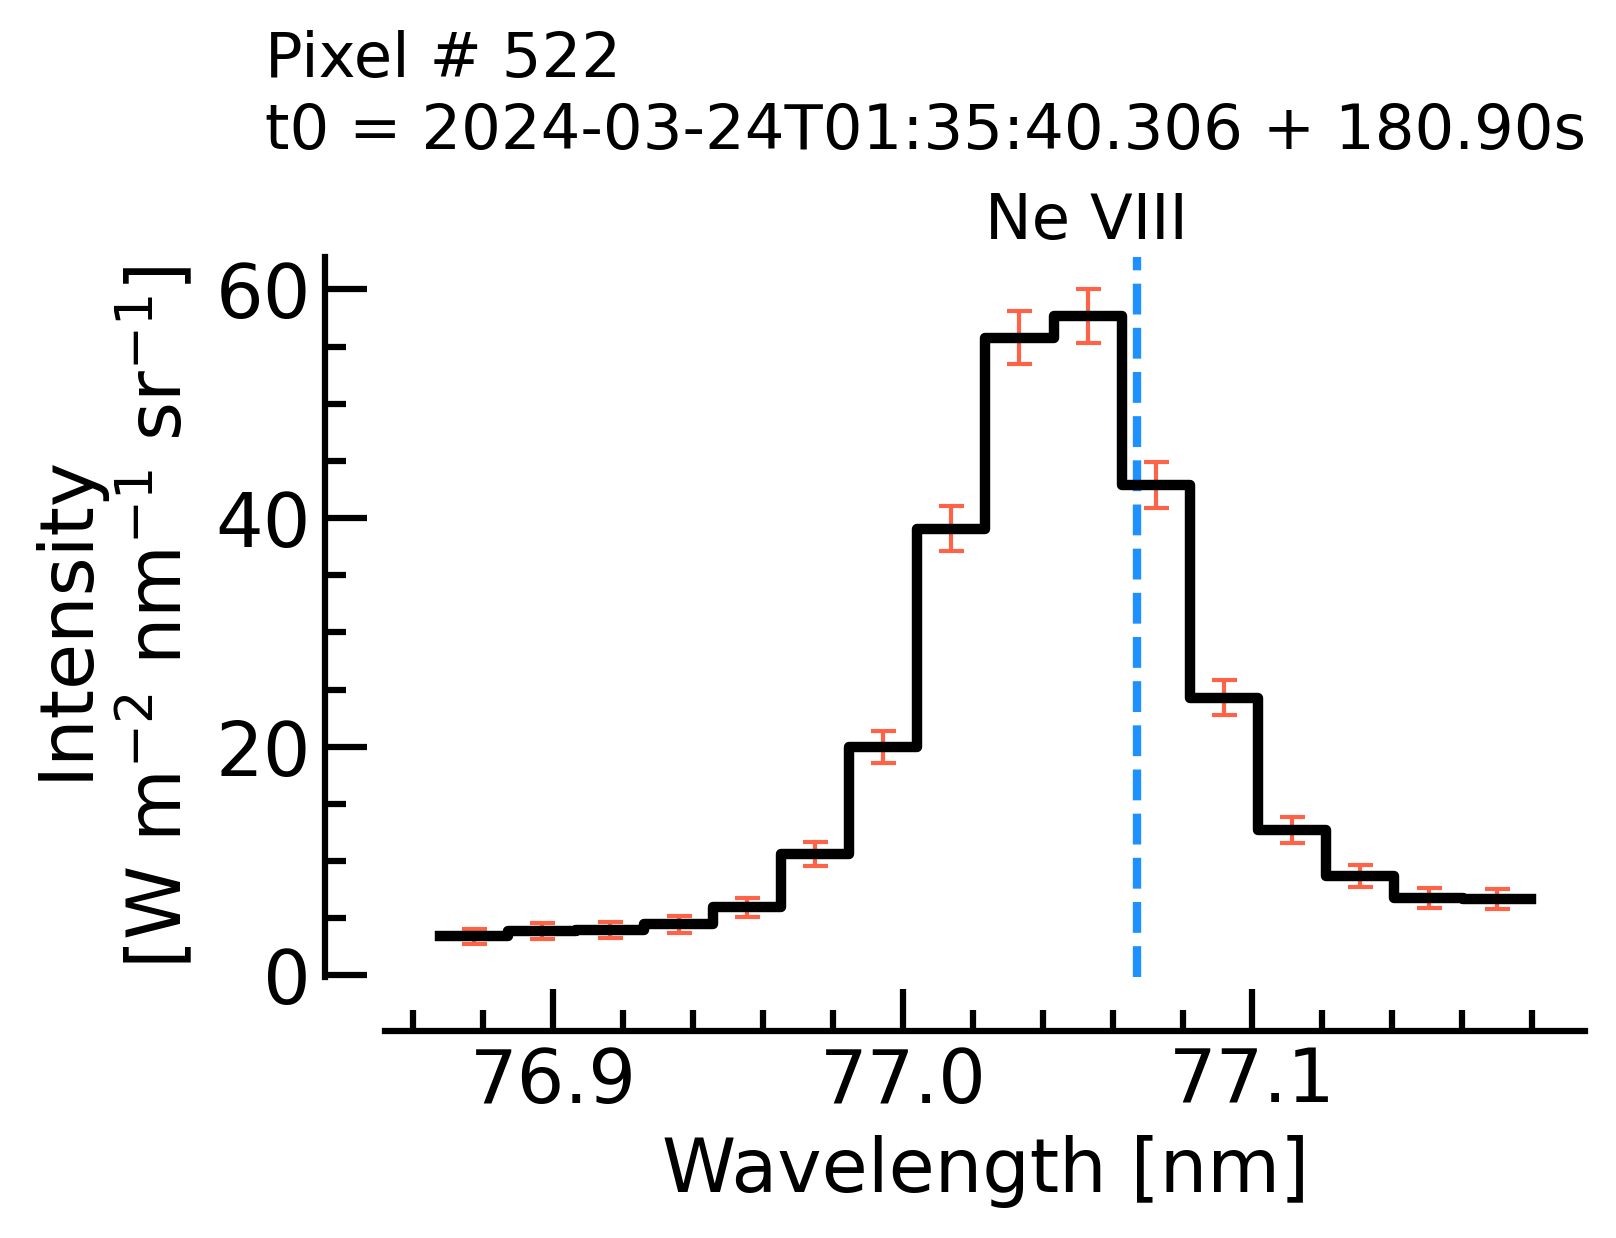 Pixel # 522
t0 = 2024-03-24T01:35:40.306 + 180.90s
Ne VIII
Intensity
[W m⁻² nm⁻¹ sr⁻¹]
60
40
20
0
76.9 77.0 77.1
Wavelength [nm]